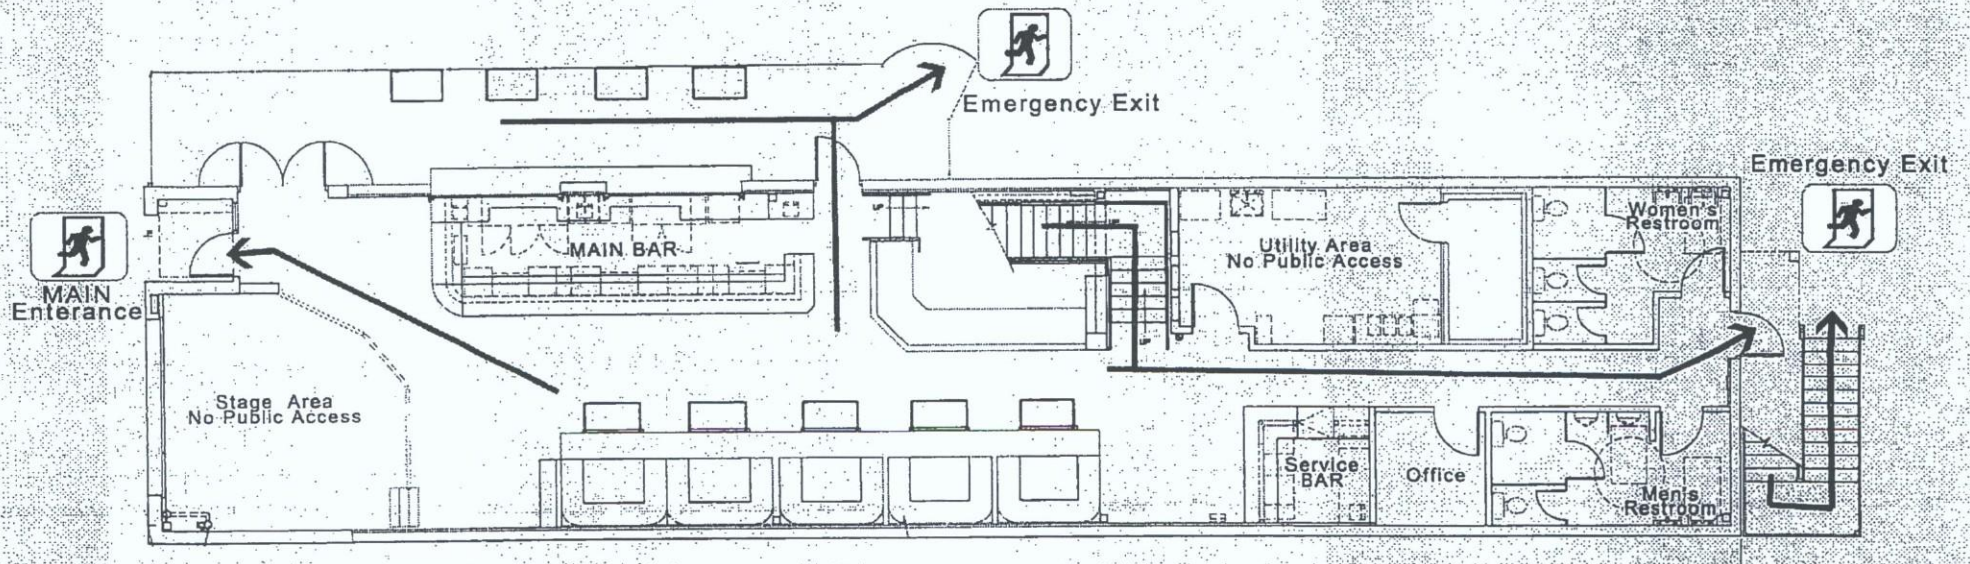 Emergency Exit
Emergency Exit
Women's
Restroom
MAIN BAR
Utility Area
No Public Access
MAIN
Enterance
Stage Area
No Public Access
Service
BAR
Office
Men's
Restroom